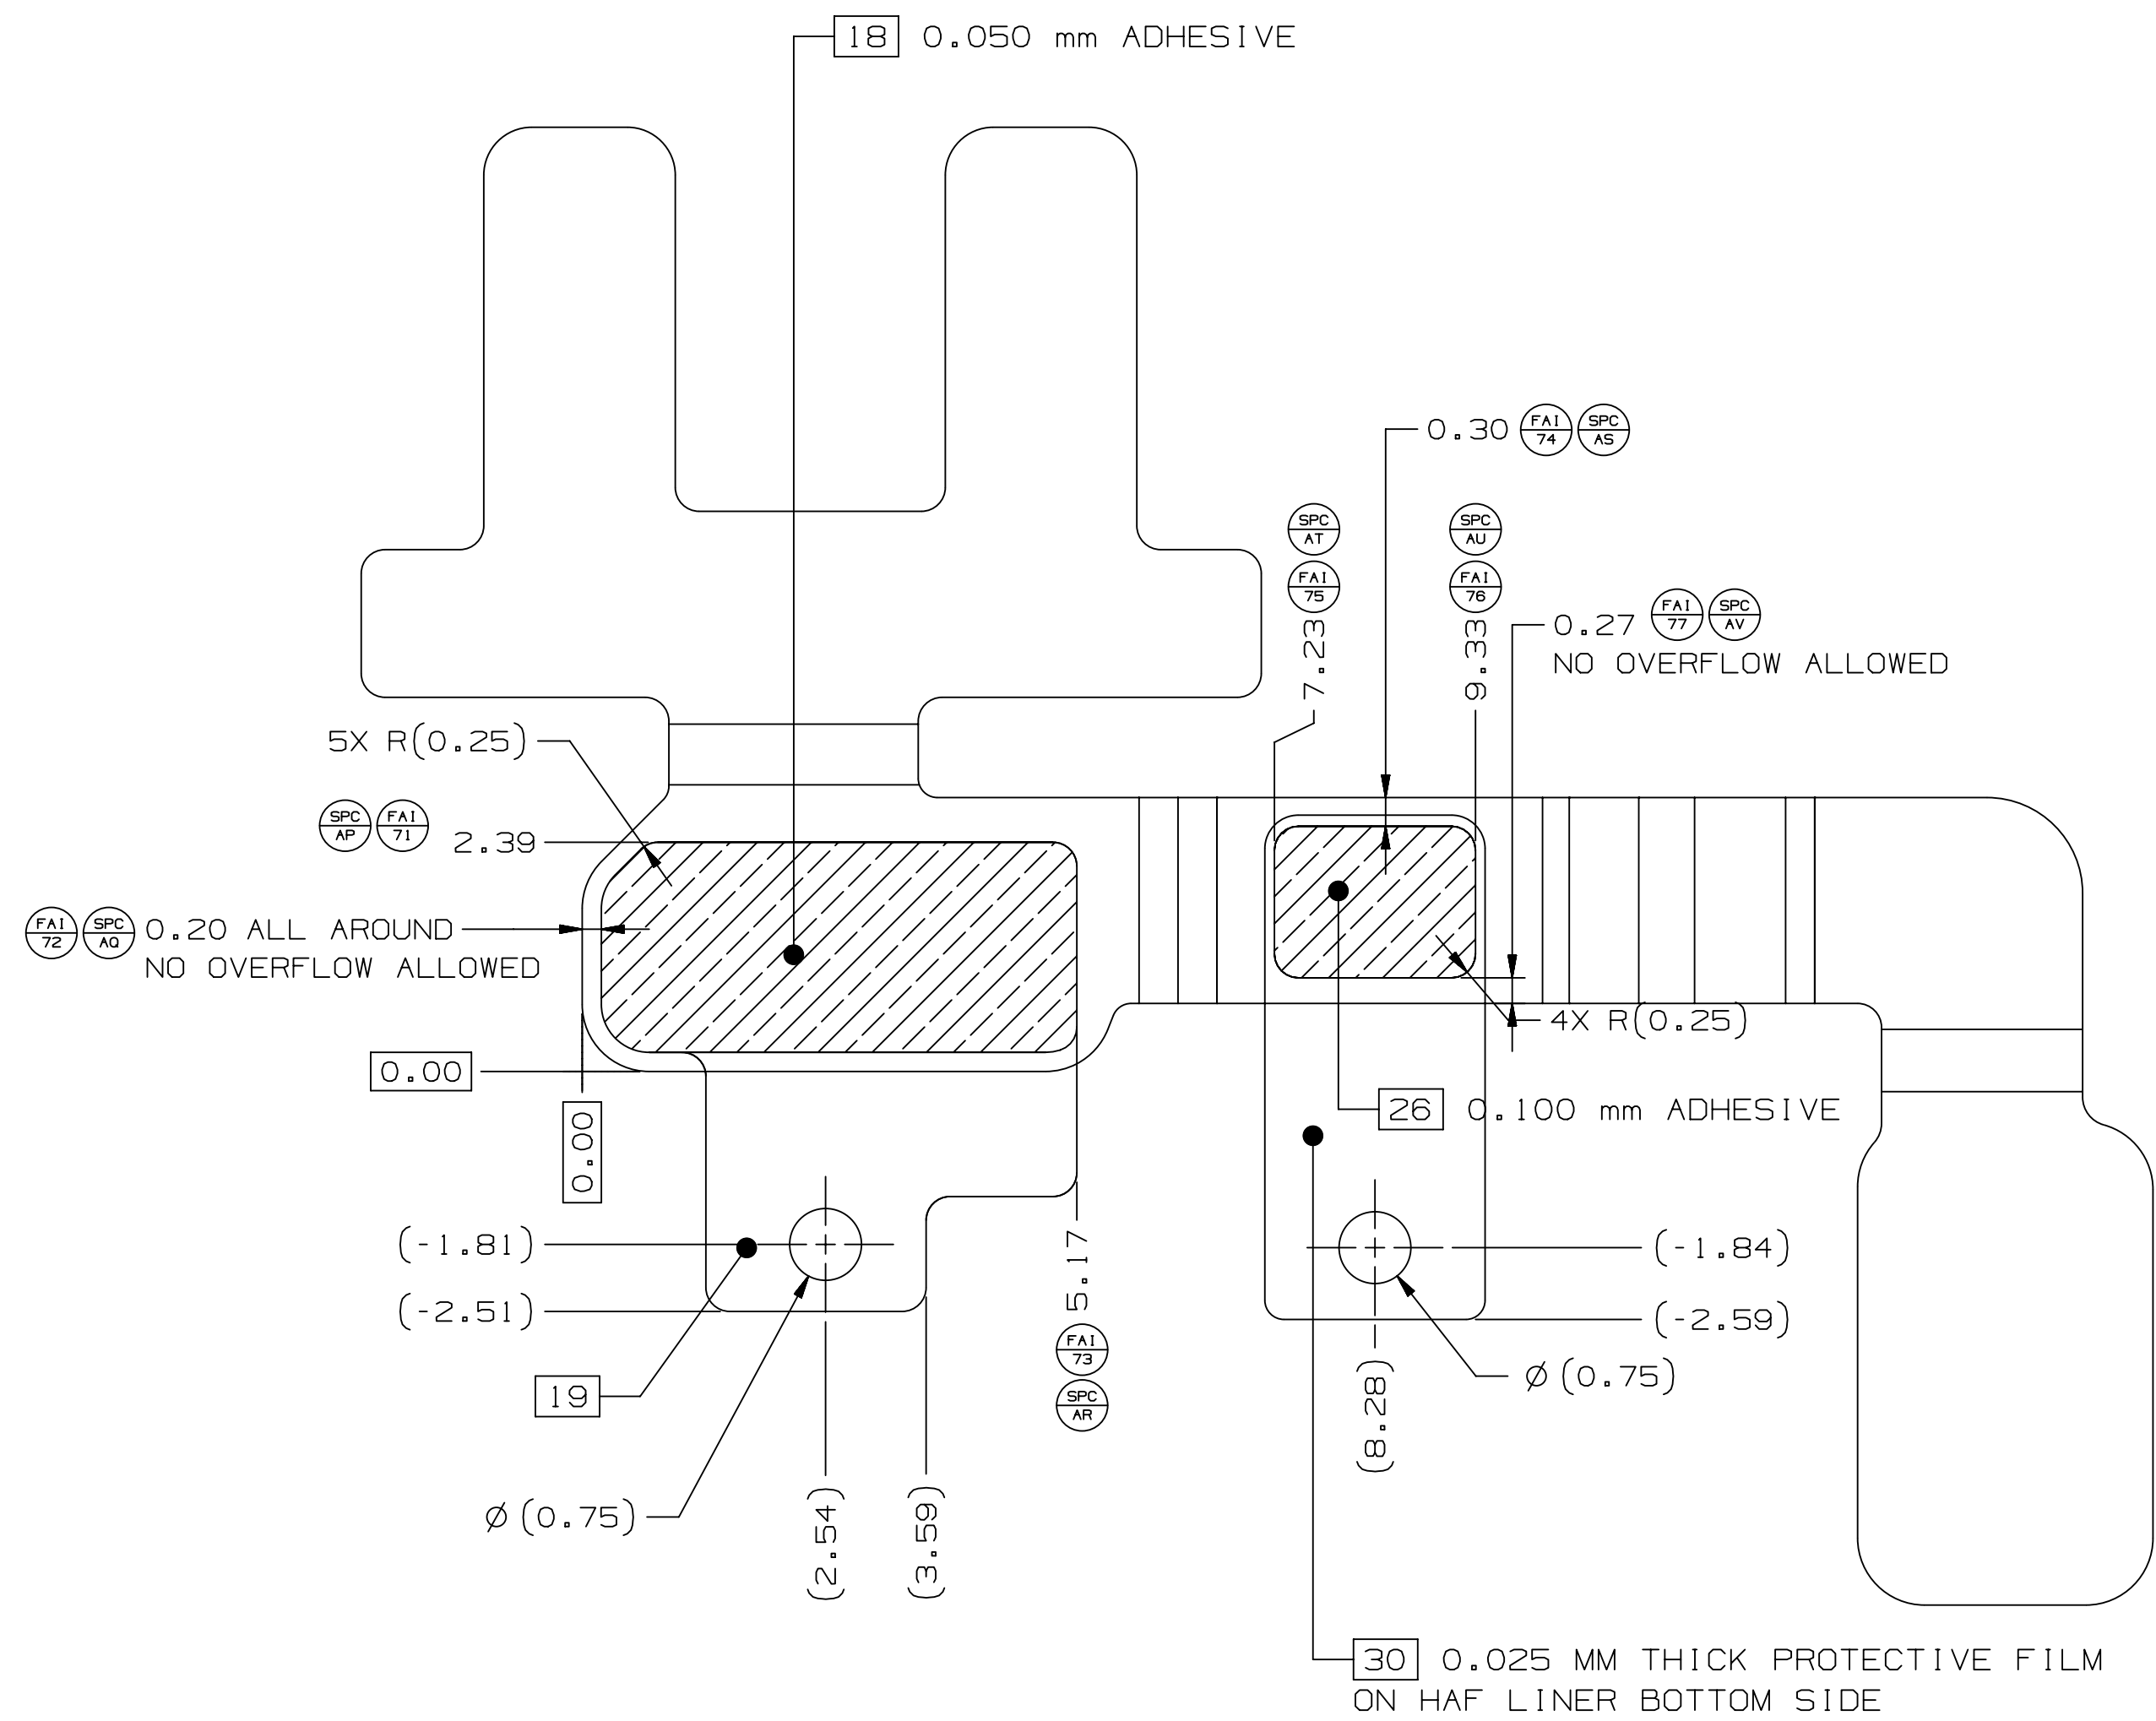 18 0.050 mm ADHESIVE
0.30 FAI 74 SPC AS
SPC AT
FAI 75
7.23
SPC AU
FAI 76
9.33
0.27 FAI 77 SPC AV
NO OVERFLOW ALLOWED
5X R(0.25)
SPC AP FAI 71 2.39
FAI 72 SPC AQ 0.20 ALL AROUND
NO OVERFLOW ALLOWED
4X R(0.25)
0.00
0.00
26 0.100 mm ADHESIVE
(-1.81)
(-2.51)
5.17
FAI 73
SPC AR
(-1.84)
(-2.59)
19
Ø(0.75)
(8.28)
Ø(0.75)
(2.54)
(3.59)
30 0.025 MM THICK PROTECTIVE FILM
ON HAF LINER BOTTOM SIDE